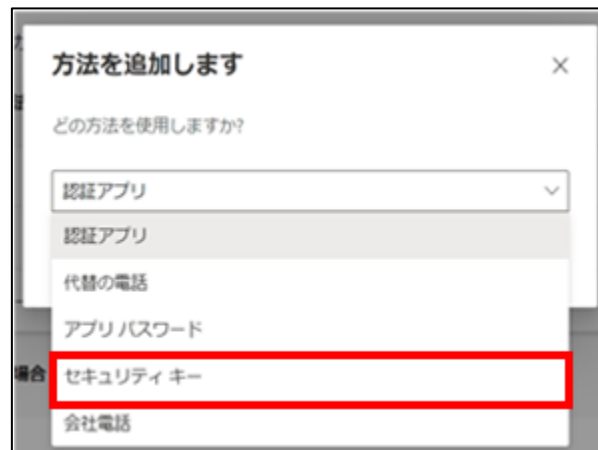 方法を追加します
どの方法を使用しますか?
認証アプリ
認証アプリ
代替の電話
アプリ パスワード
場合
セキュリティ キー
会社電話